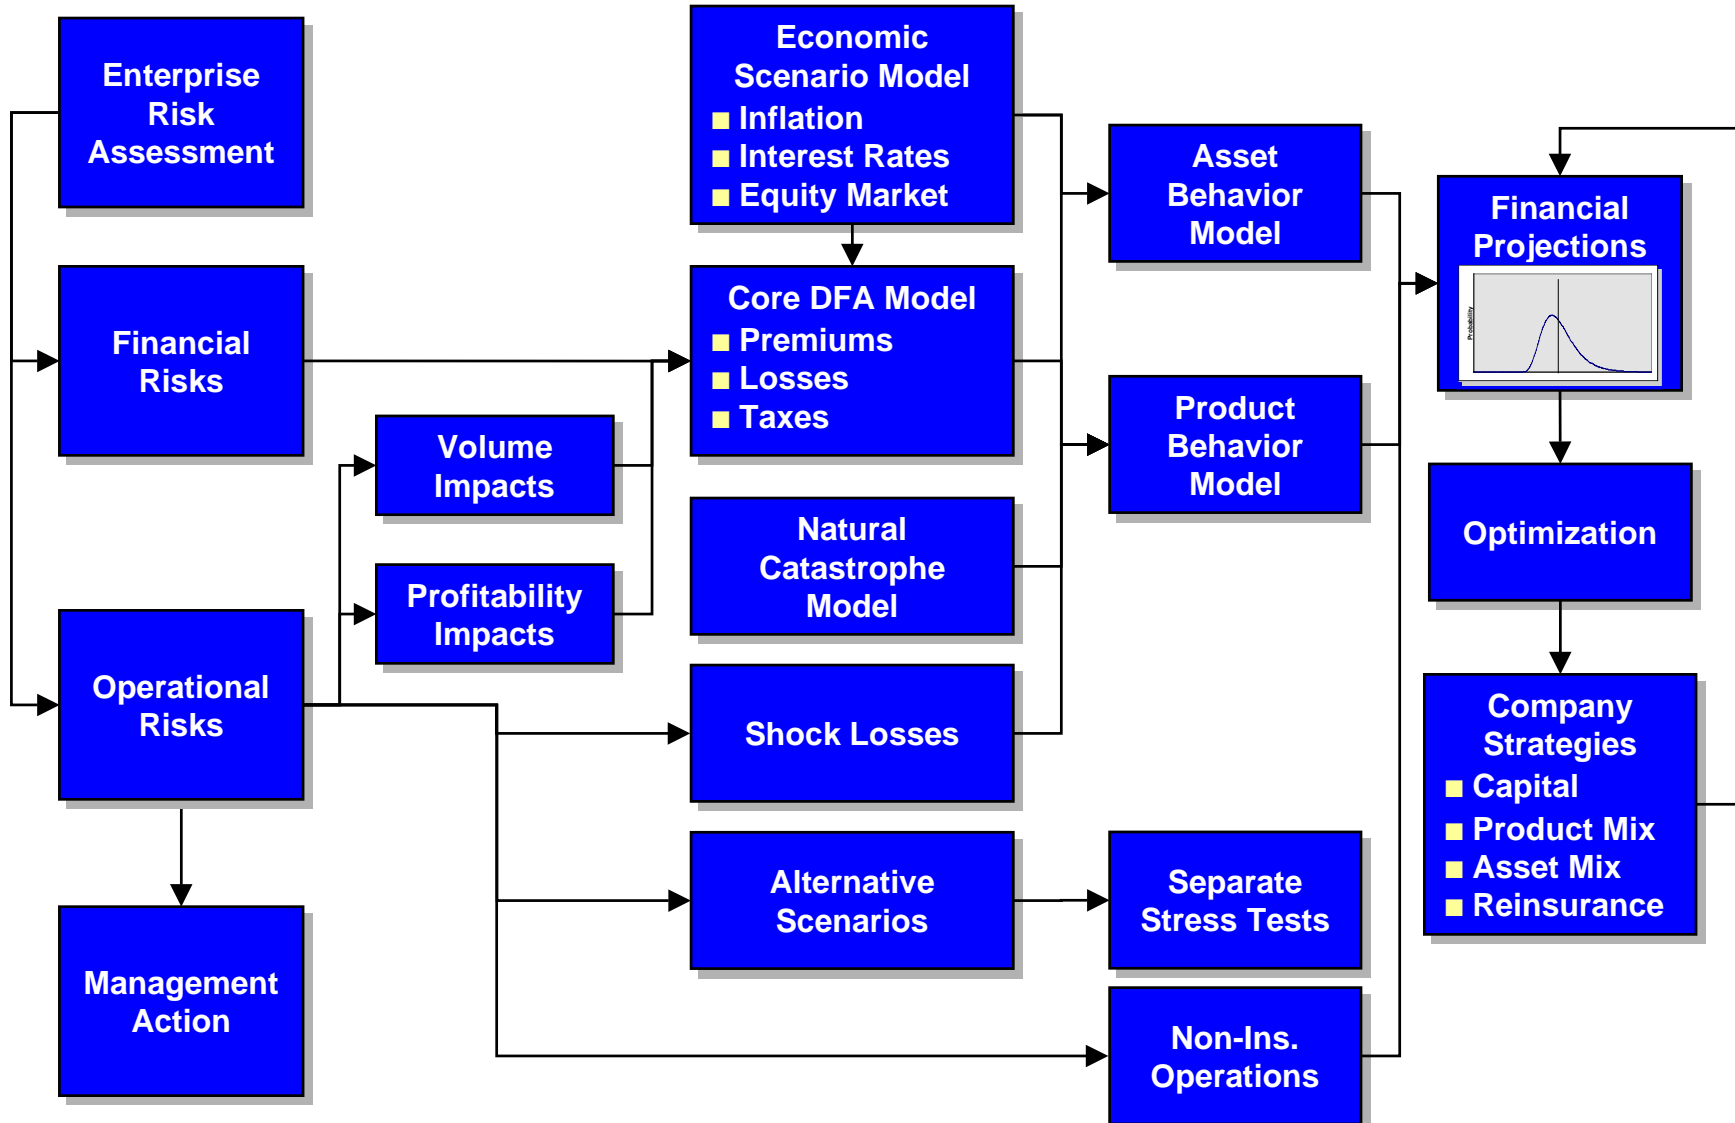 Enterprise
Risk
Assessment
Financial
Risks
Operational
Risks
Management
Action
Volume
Impacts
Profitability
Impacts
Economic
Scenario Model
■ Inflation
■ Interest Rates
■ Equity Market
Core DFA Model
■ Premiums
■ Losses
■ Taxes
Natural
Catastrophe
Model
Shock Losses
Alternative
Scenarios
Asset
Behavior
Model
Product
Behavior
Model
Separate
Stress Tests
Non-Ins.
Operations
Financial
Projections
Probability
Optimization
Company
Strategies
■ Capital
■ Product Mix
■ Asset Mix
■ Reinsurance